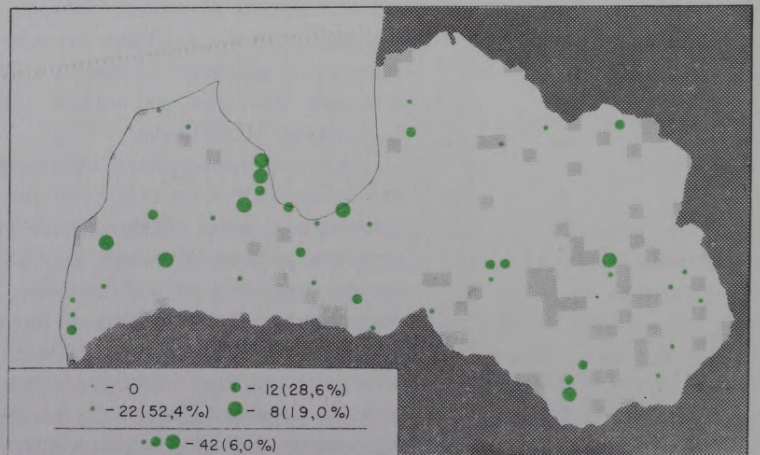 - 0
- 12 (28,6%)
- 22 (52,4%)
- 8 (19,0%)
- 42 (6,0%)